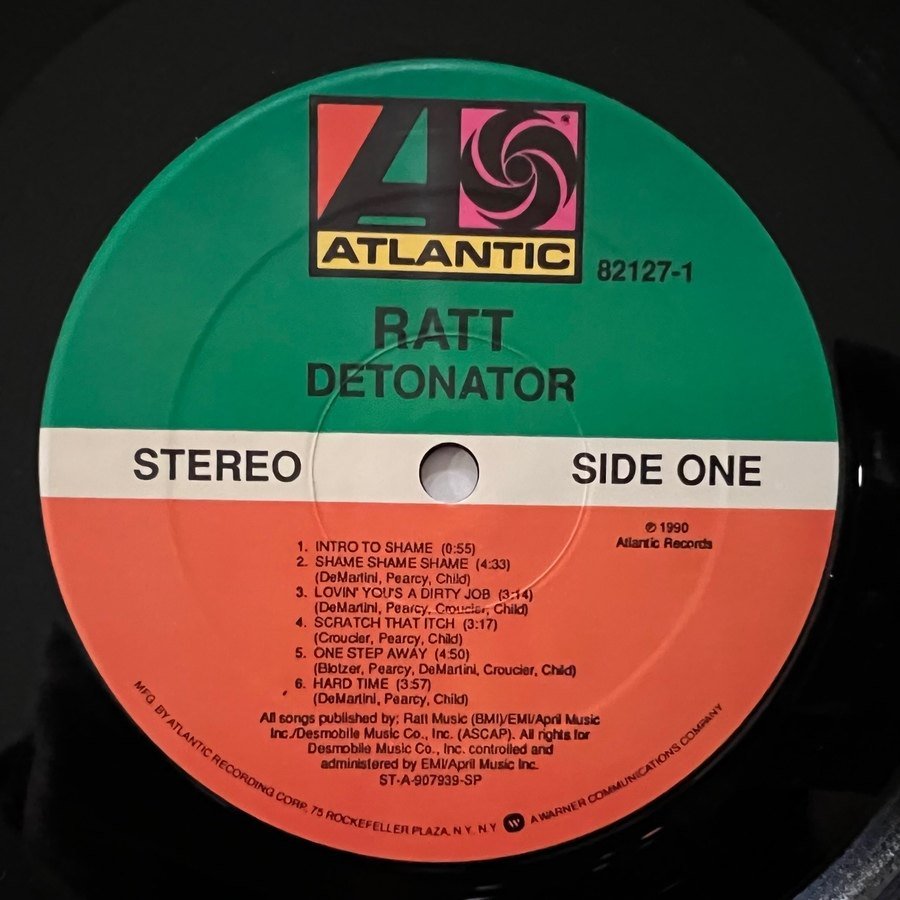 ATLANTIC
82127-1
RATT
DETONATOR
STEREO
SIDE ONE
℗ 1990
Atlantic Records
1. INTRO TO SHAME (0:55)
2. SHAME SHAME SHAME (4:33)
(DeMartini, Pearcy, Child)
3. LOVIN' YOU'S A DIRTY JOB (3:14)
(DeMartini, Pearcy, Croucier, Child)
4. SCRATCH THAT ITCH (3:17)
(Croucier, Pearcy, Child)
5. ONE STEP AWAY (4:50)
(Blotzer, Pearcy, DeMartini, Croucier, Child)
6. HARD TIME (3:57)
(DeMartini, Pearcy, Child)
All songs published by: Ratt Music (BMI)/EMI/April Music
Inc./Desmobile Music Co., Inc. (ASCAP). All rights for
Desmobile Music Co., Inc. controlled and
administered by EMI/April Music Inc.
ST-A-907939-SP
MFG. BY ATLANTIC RECORDING CORP. 75 ROCKEFELLER PLAZA, N.Y. N.Y. W A WARNER COMMUNICATIONS COMPANY